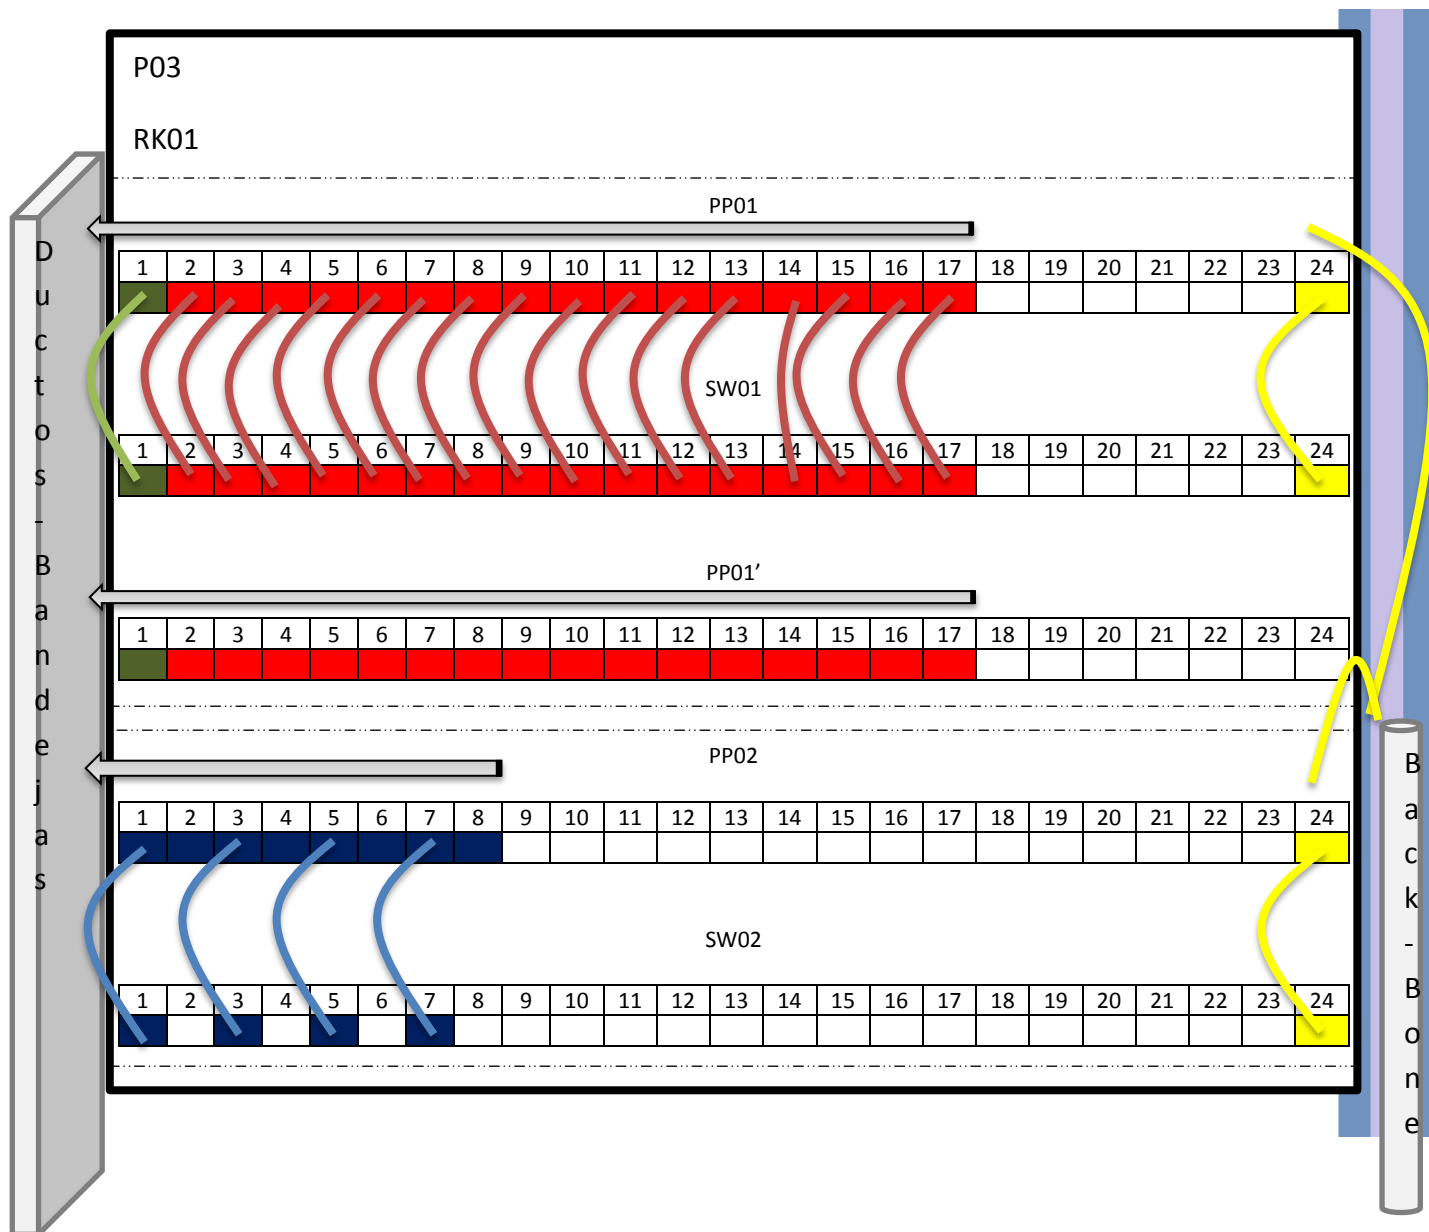 P03
RK01
PP01
1 2 3 4 5 6 7 8 9 10 11 12 13 14 15 16 17 18 19 20 21 22 23 24
SW01
1 2 3 4 5 6 7 8 9 10 11 12 13 14 15 16 17 18 19 20 21 22 23 24
PP01’
1 2 3 4 5 6 7 8 9 10 11 12 13 14 15 16 17 18 19 20 21 22 23 24
PP02
1 2 3 4 5 6 7 8 9 10 11 12 13 14 15 16 17 18 19 20 21 22 23 24
SW02
1 2 3 4 5 6 7 8 9 10 11 12 13 14 15 16 17 18 19 20 21 22 23 24
Ductos-Bandejas
Back-Bone